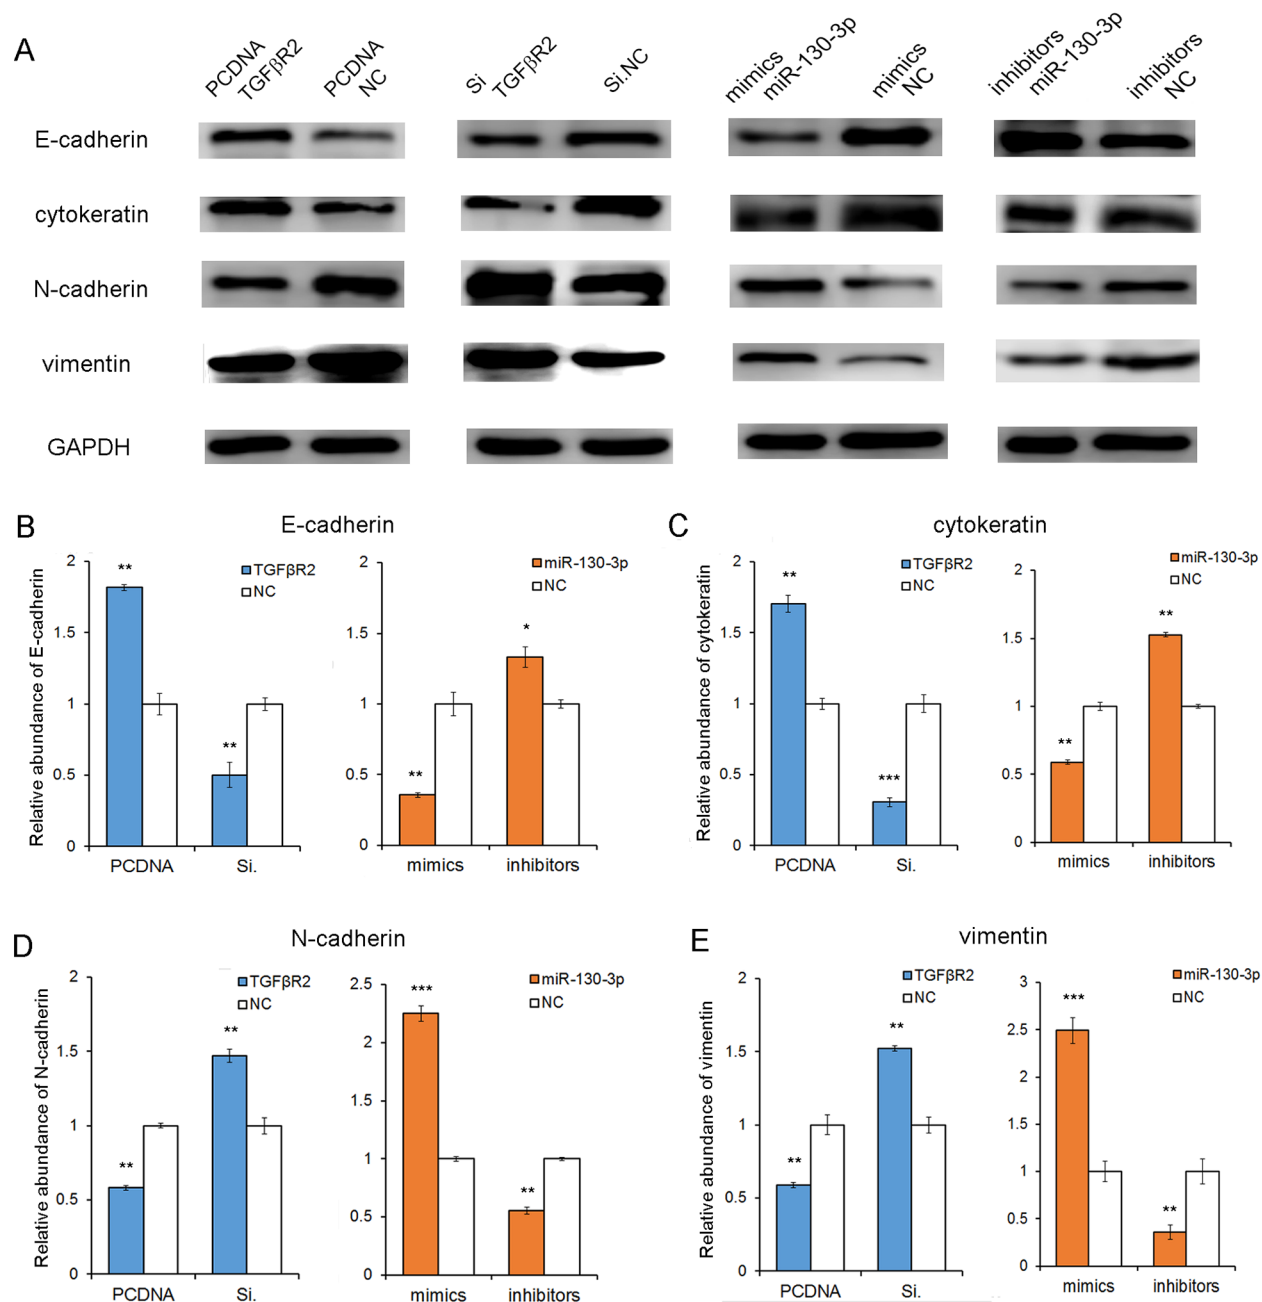 A
PCDNA TGFβR2
PCDNA NC
Si TGFβR2
Si.NC
mimics miR-130-3p
mimics NC
inhibitors miR-130-3p
inhibitors NC
E-cadherin
cytokeratin
N-cadherin
vimentin
GAPDH
B
E-cadherin
Relative abundance of E-cadherin
2
1.5
1
0.5
0
**
**
TGFβR2
NC
PCDNA
Si.
2
1.5
1
0.5
0
**
*
miR-130-3p
NC
mimics
inhibitors
C
cytokeratin
Relative abundance of cytokeratin
2
1.5
1
0.5
0
**
***
TGFβR2
NC
PCDNA
Si.
2
1.5
1
0.5
0
**
**
miR-130-3p
NC
mimics
inhibitors
D
N-cadherin
Relative abundance of N-cadherin
2
1.5
1
0.5
0
**
**
TGFβR2
NC
PCDNA
Si.
2.5
2
1.5
1
0.5
0
***
**
miR-130-3p
NC
mimics
inhibitors
E
vimentin
Relative abundance of vimentin
2
1.5
1
0.5
0
**
**
TGFβR2
NC
PCDNA
Si.
3
2.5
2
1.5
1
0.5
0
***
**
miR-130-3p
NC
mimics
inhibitors